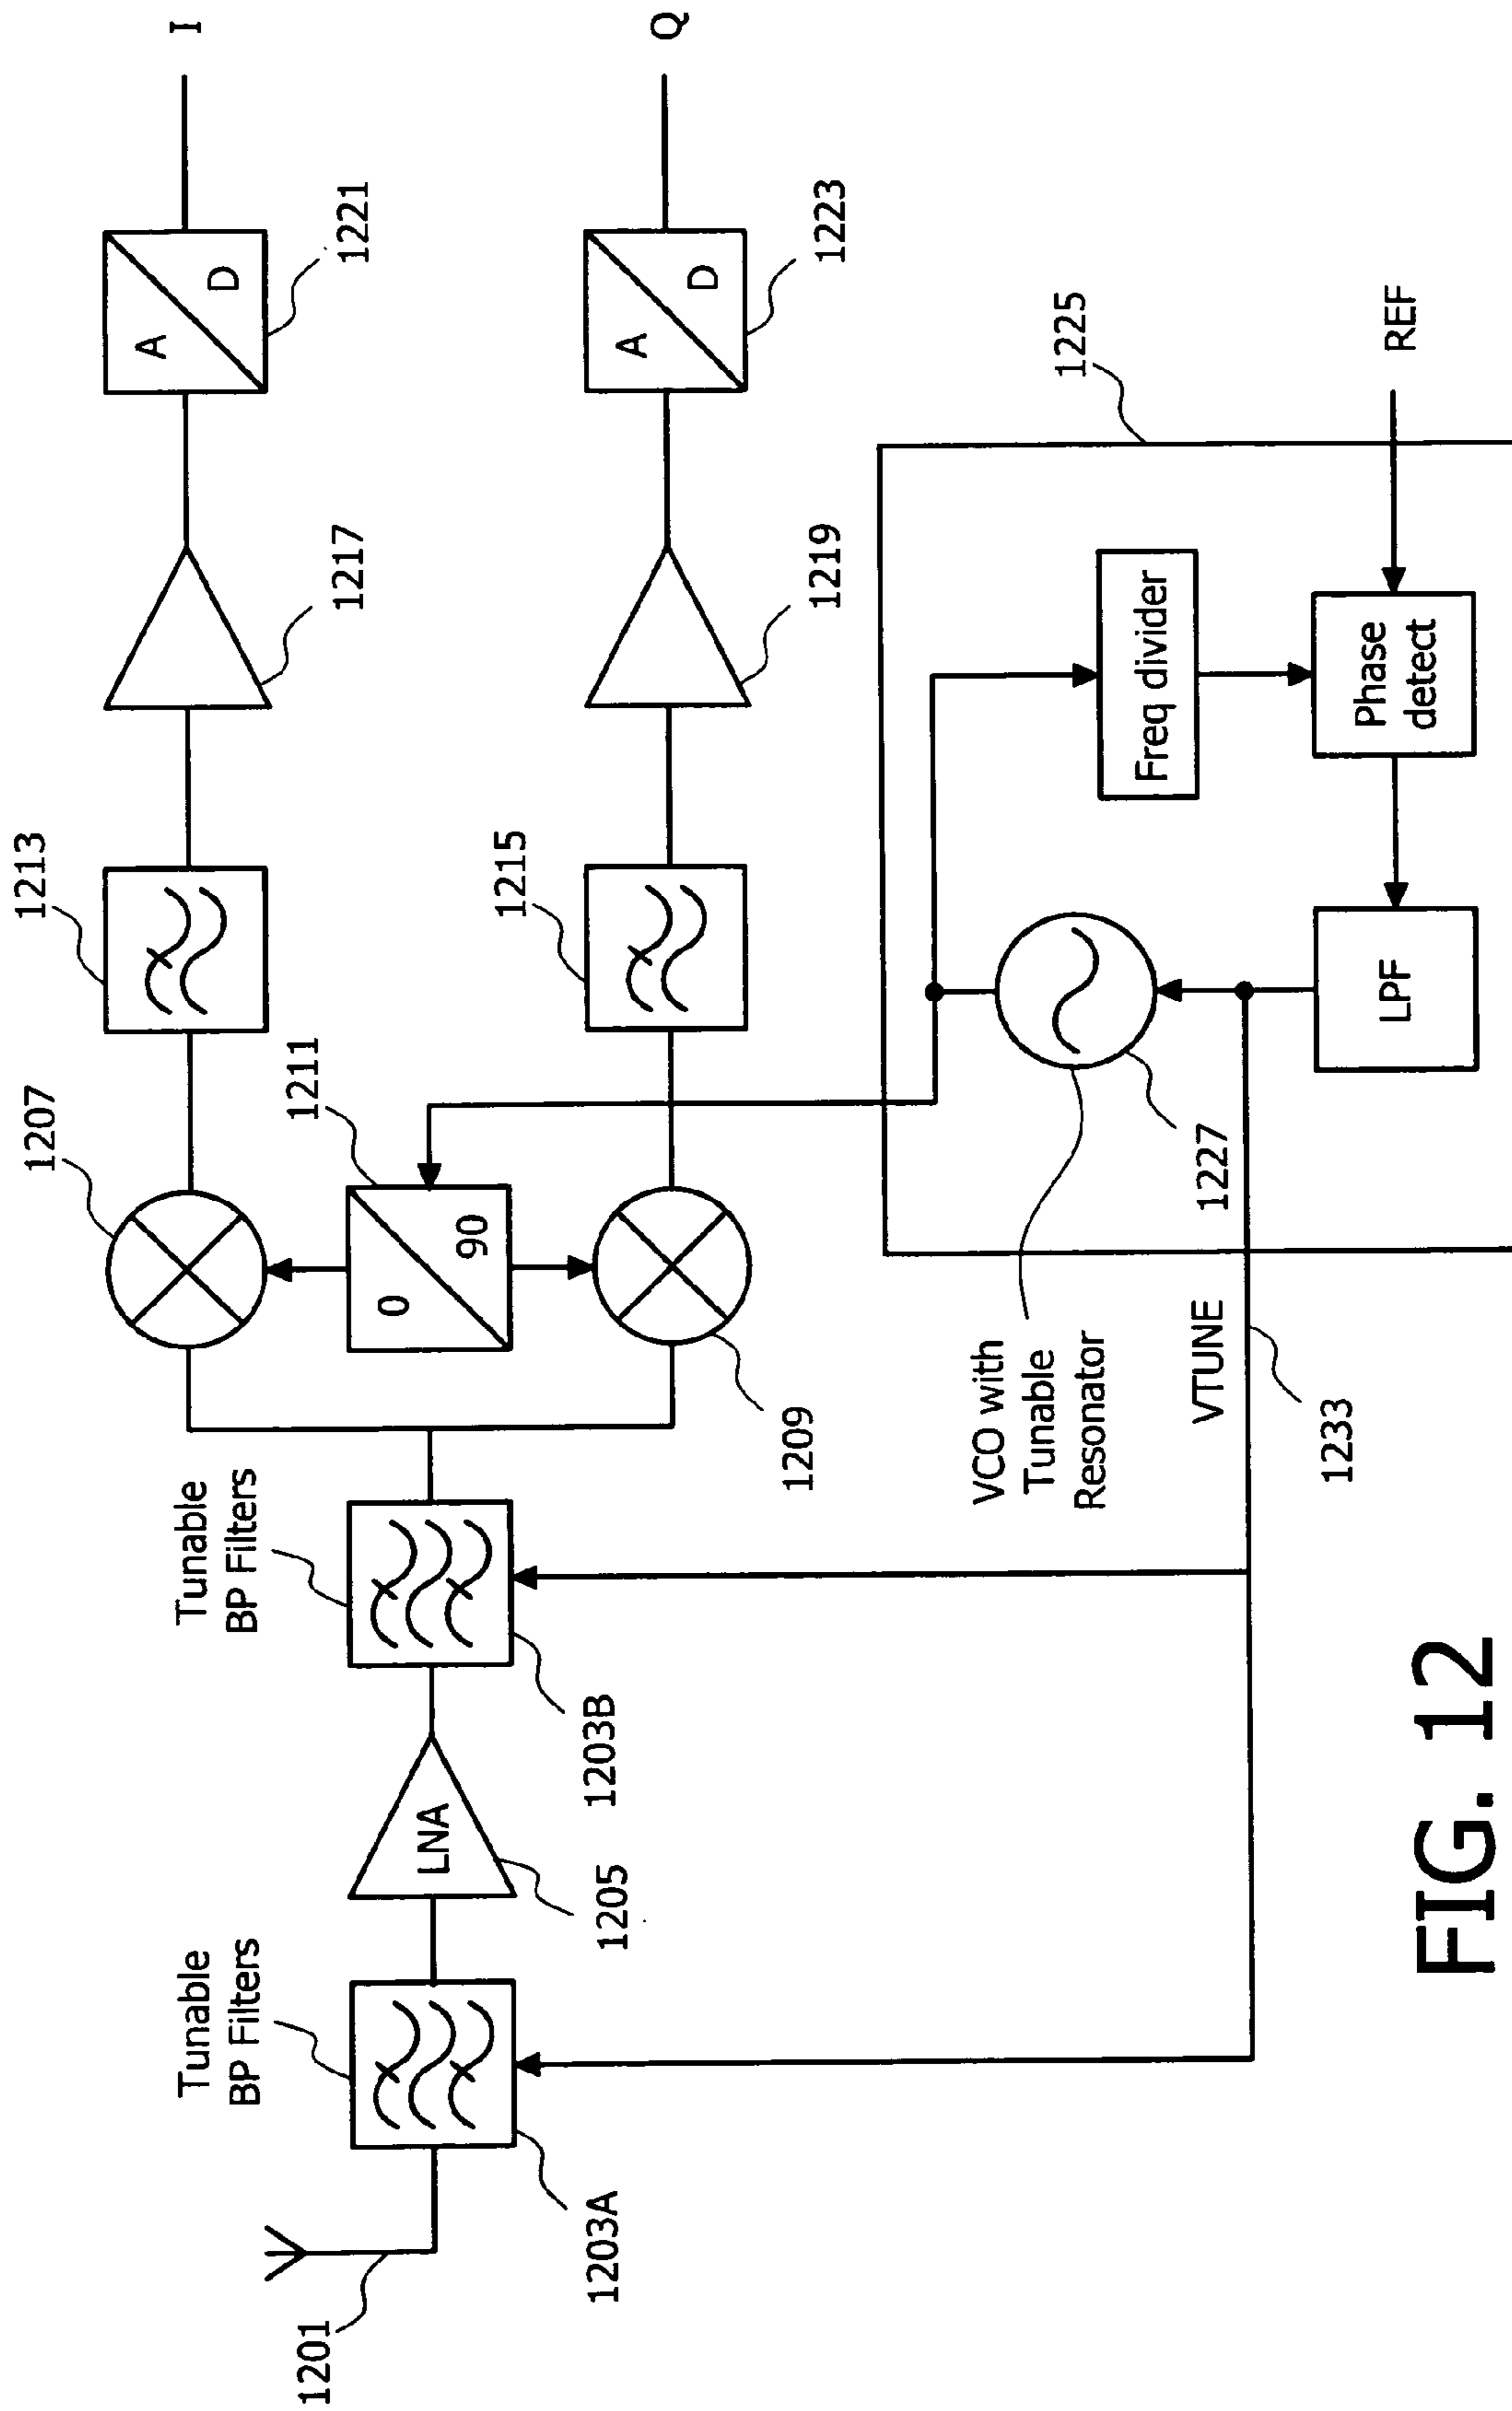 1207
1213
1217
1221
I
A
D
Tunable
BP Filters
Tunable
BP Filters
1211
0
90
LNA
1201
1203A
1205
1203B
1209
1215
1219
1223
Q
A
D
VCO with
Tunable
Resonator
1225
Freq divider
1227
VTUNE
1233
LPF
Phase
detect
REF
FIG. 12